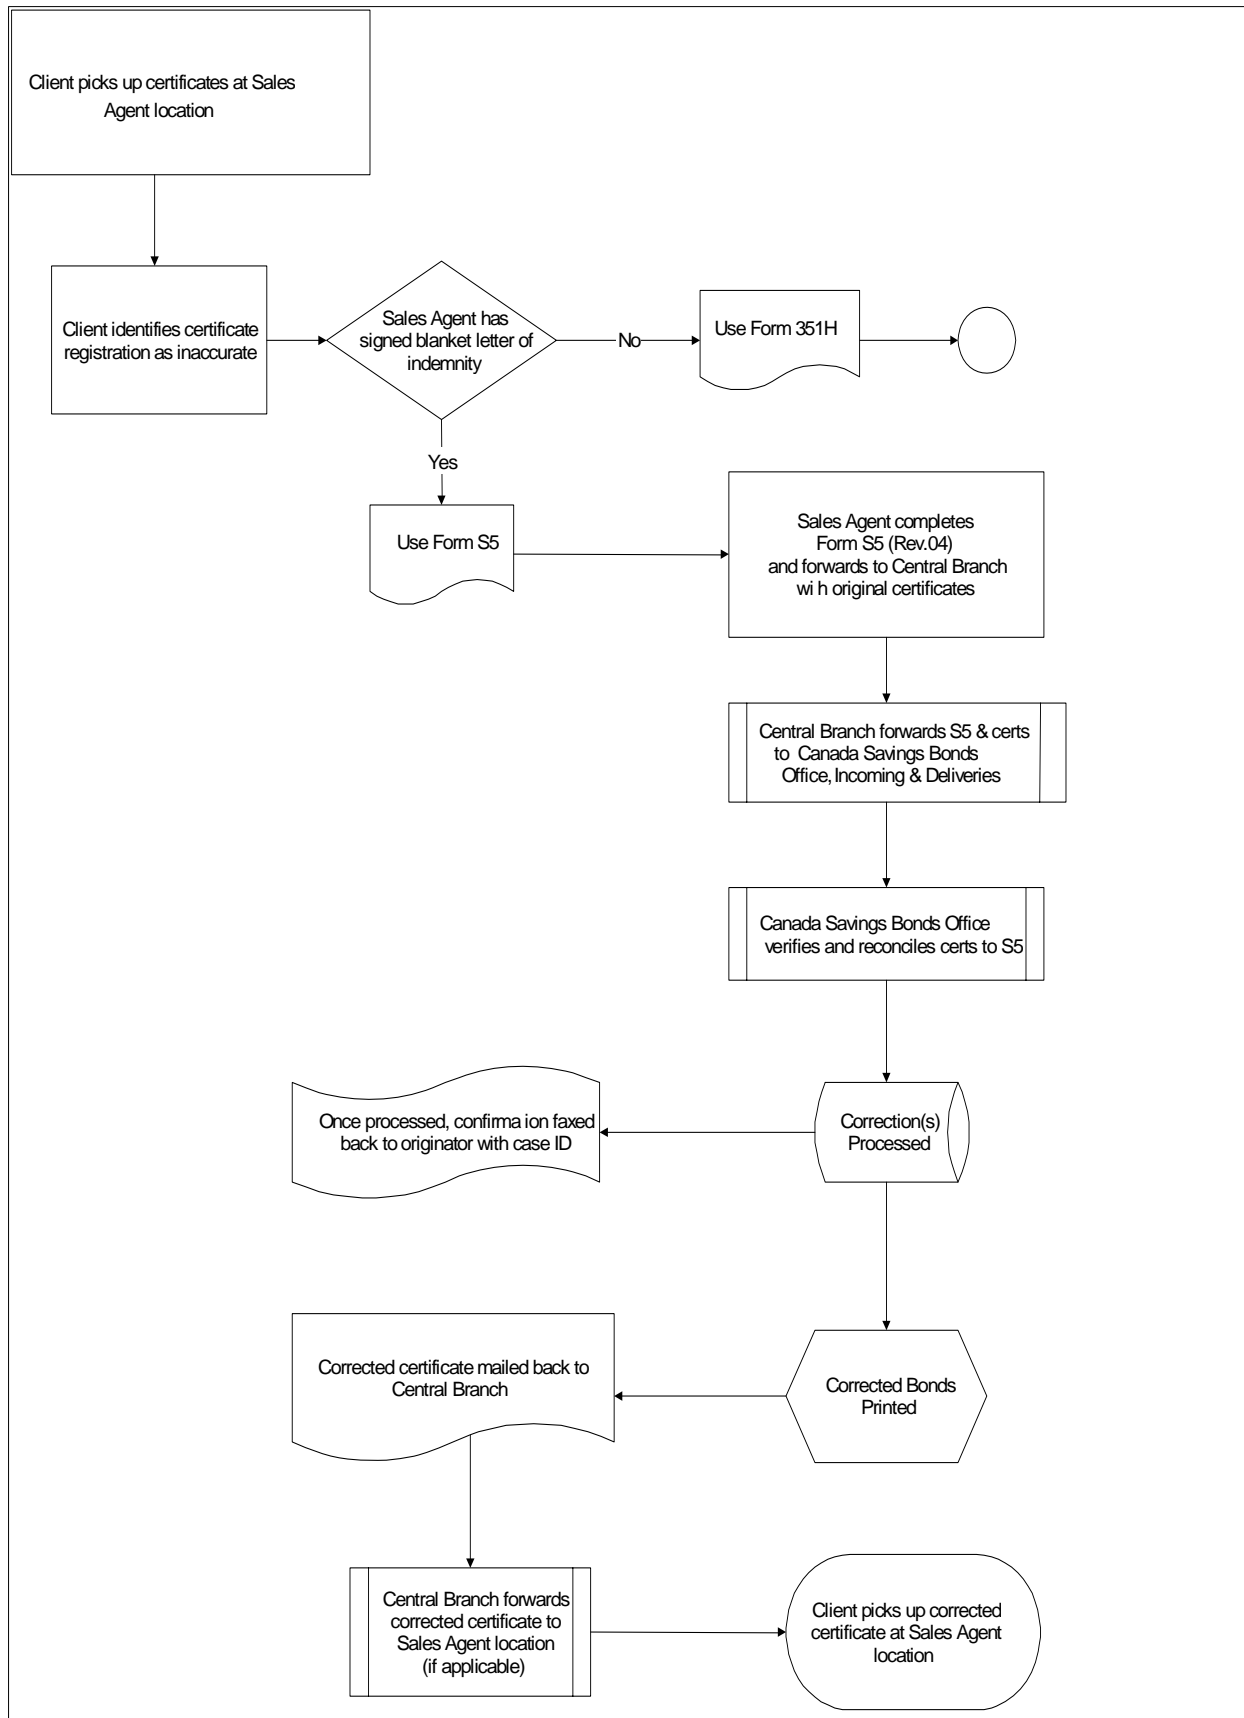 Client picks up certificates at Sales
Agent location
Client identifies certificate
registration as inaccurate
Sales Agent has
signed blanket letter of
indemnity
No
Use Form 351H
Yes
Use Form S5
Sales Agent completes
Form S5 (Rev.04)
and forwards to Central Branch
wi h original certificates
Central Branch forwards S5 & certs
to Canada Savings Bonds
Office, Incoming & Deliveries
Canada Savings Bonds Office
verifies and reconciles certs to S5
Once processed, confirma ion faxed
back to originator with case ID
Correction(s)
Processed
Corrected certificate mailed back to
Central Branch
Corrected Bonds
Printed
Central Branch forwards
corrected certificate to
Sales Agent location
(if applicable)
Client picks up corrected
certificate at Sales Agent
location